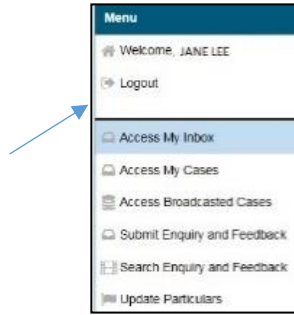 Menu
Welcome, JANE LEE
Logout
Access My Inbox
Access My Cases
Access Broadcasted Cases
Submit Enquiry and Feedback
Search Enquiry and Feedback
Update Particulars